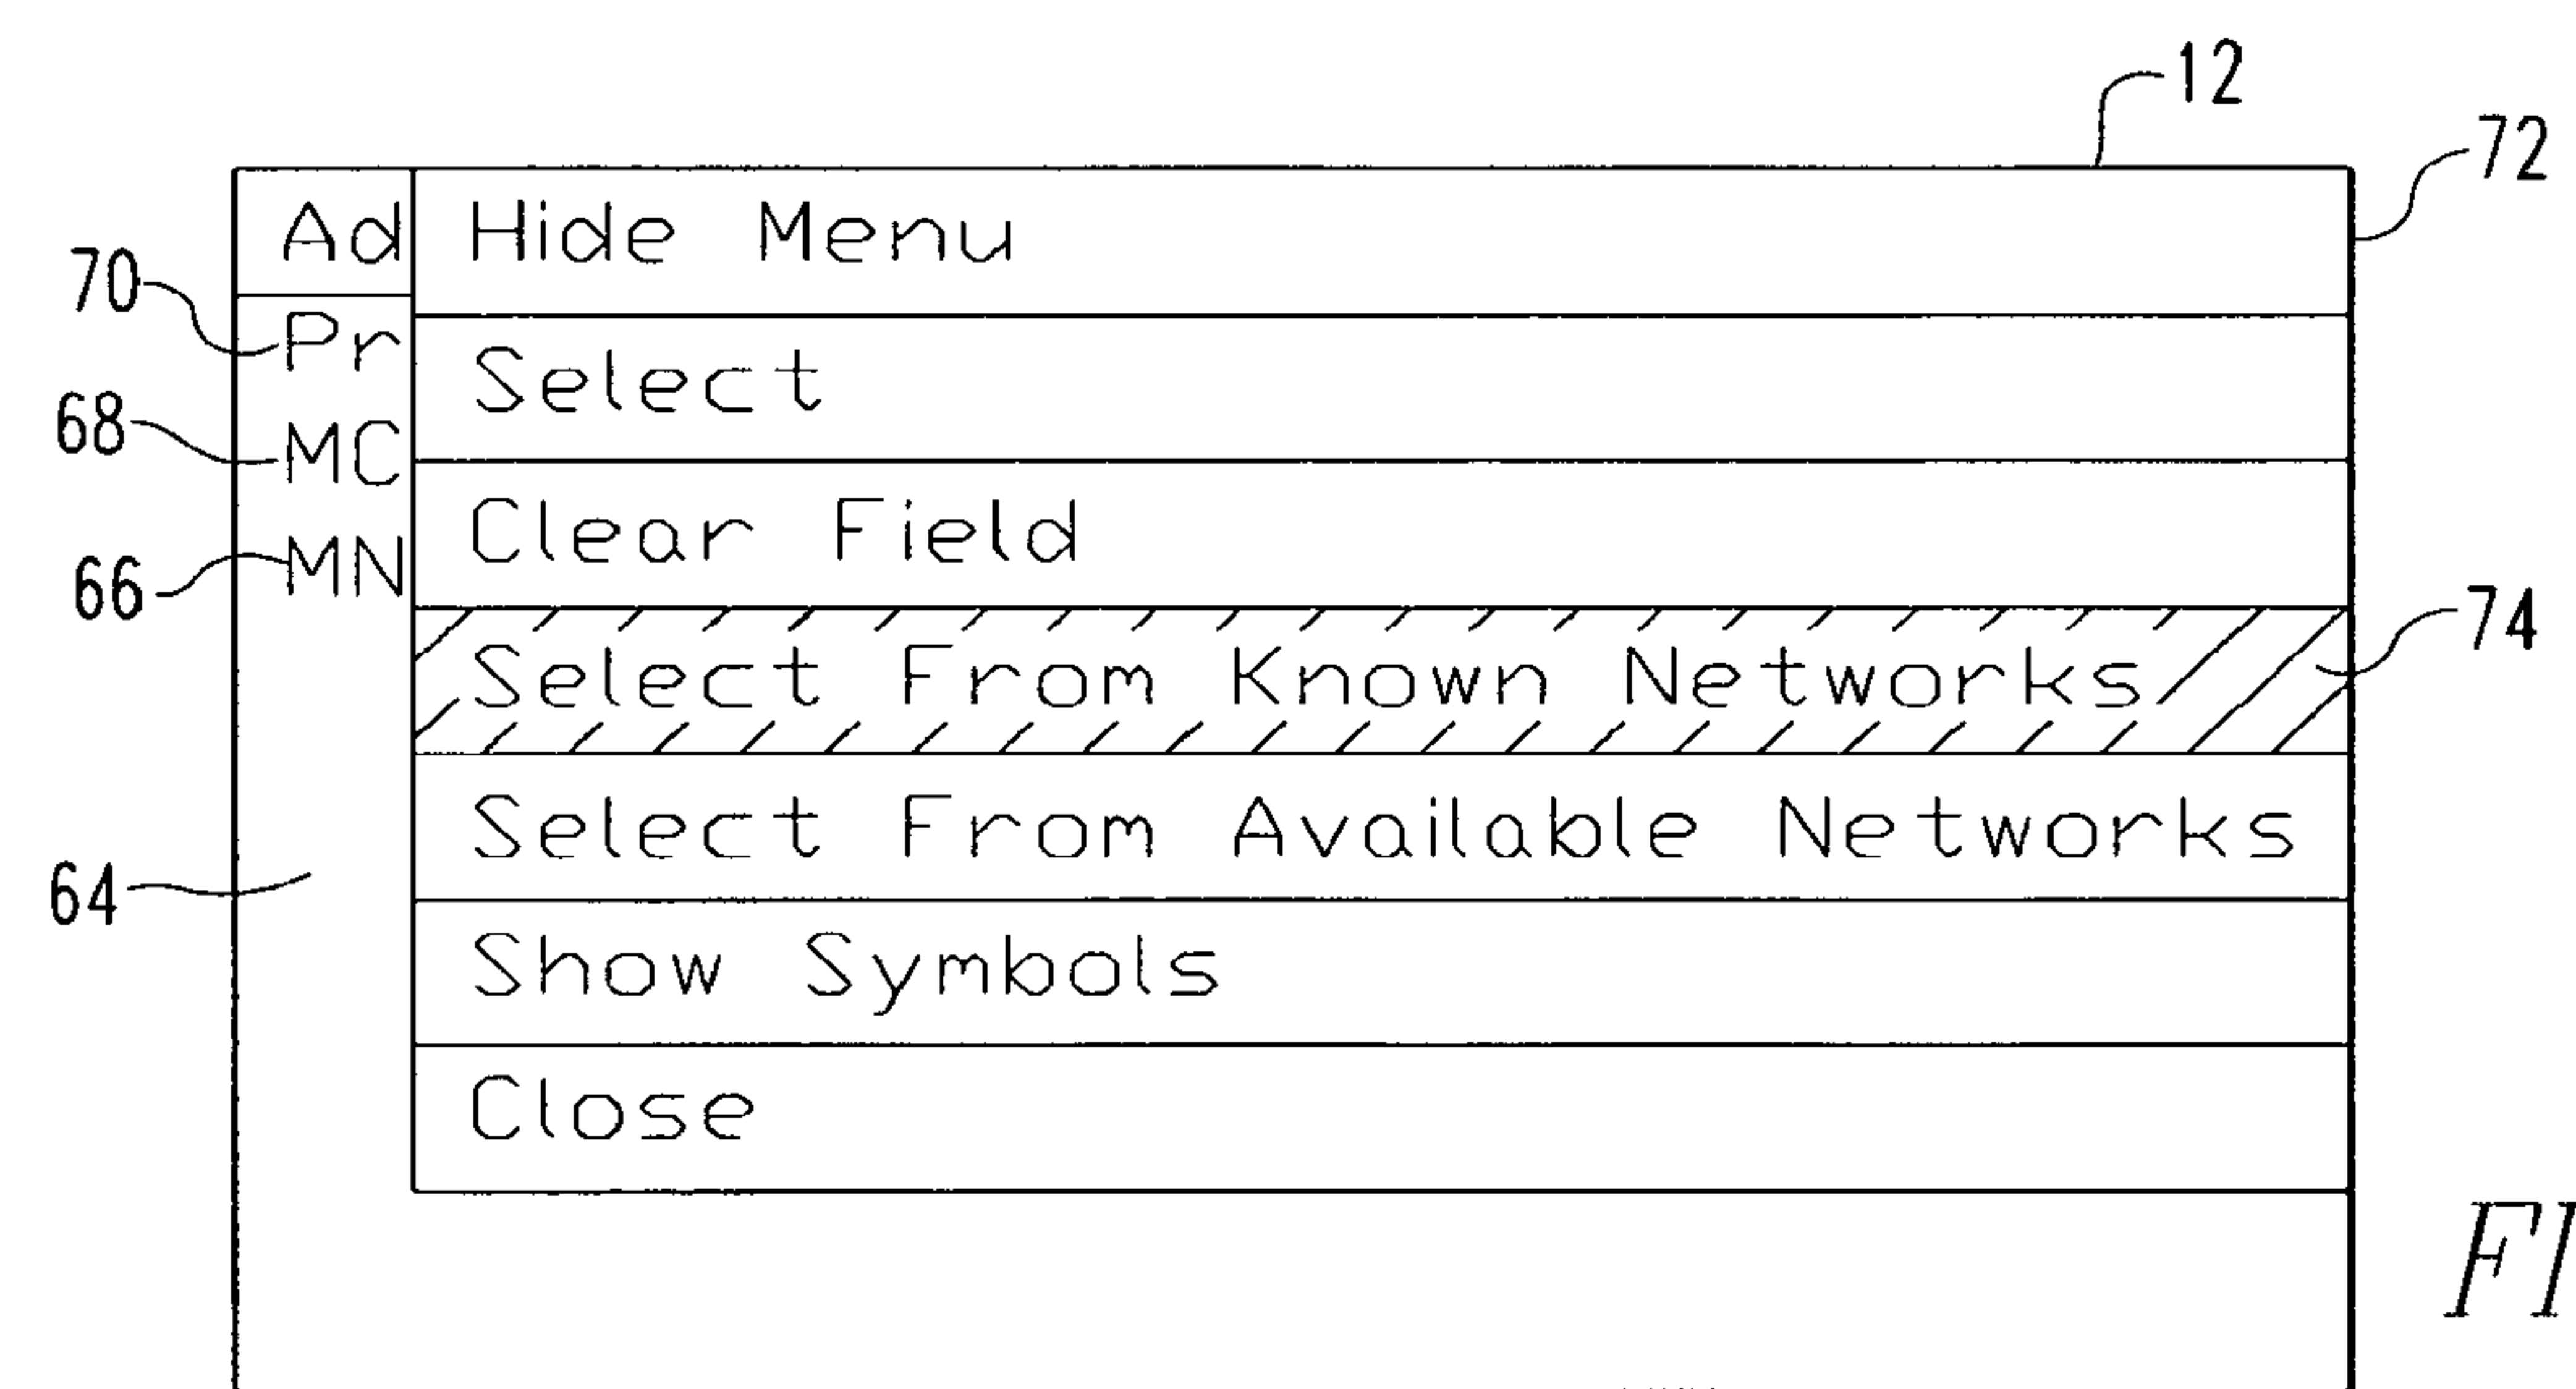 12
72
Ad Hide Menu
70 Pr
Select
68 MC
Clear Field
66 MN
74
Select From Known Networks
Select From Available Networks
64
Show Symbols
Close
FI